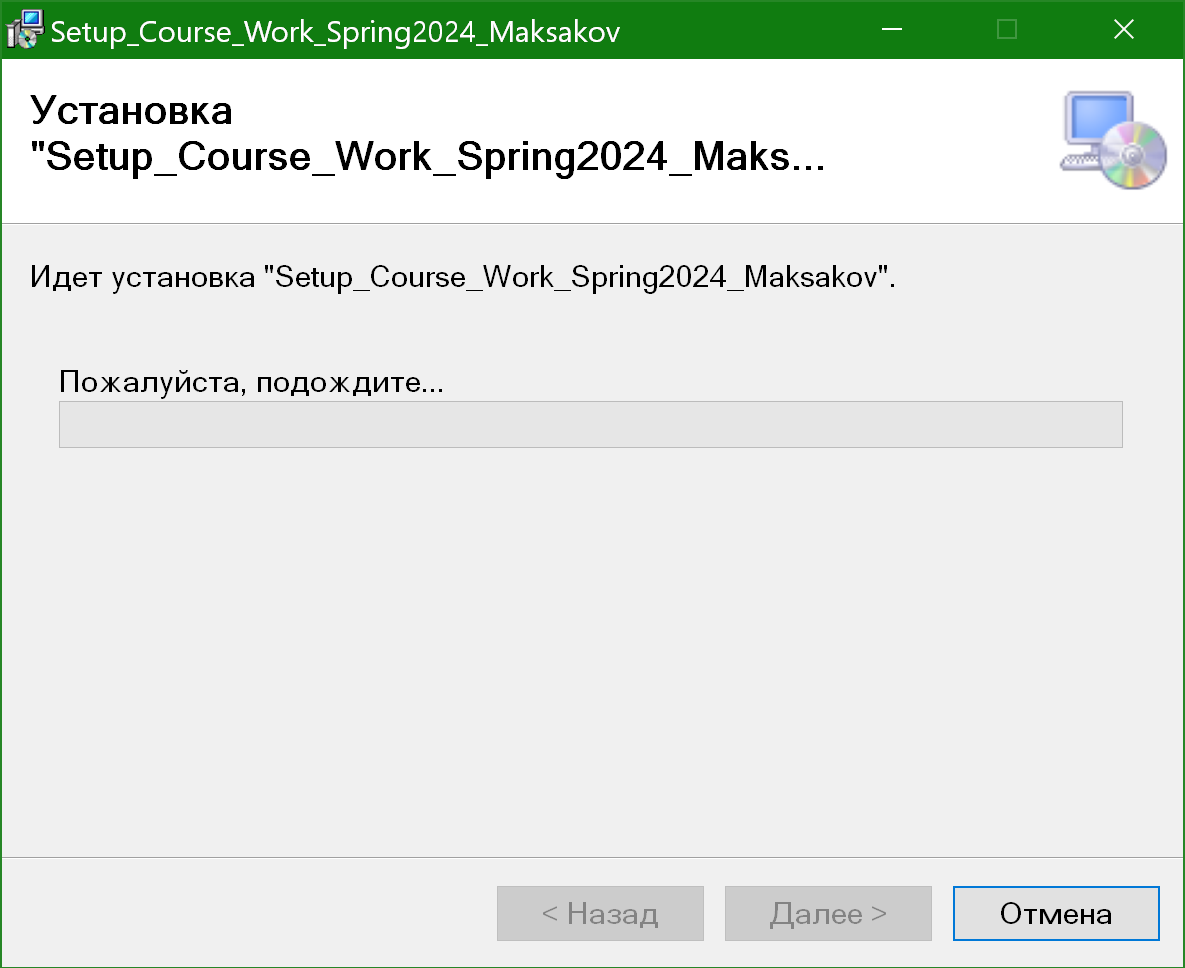 Setup_Course_Work_Spring2024_Maksakov
Установка
"Setup_Course_Work_Spring2024_Maks...
Идет установка "Setup_Course_Work_Spring2024_Maksakov".
Пожалуйста, подождите...
< Назад
Далее >
Отмена